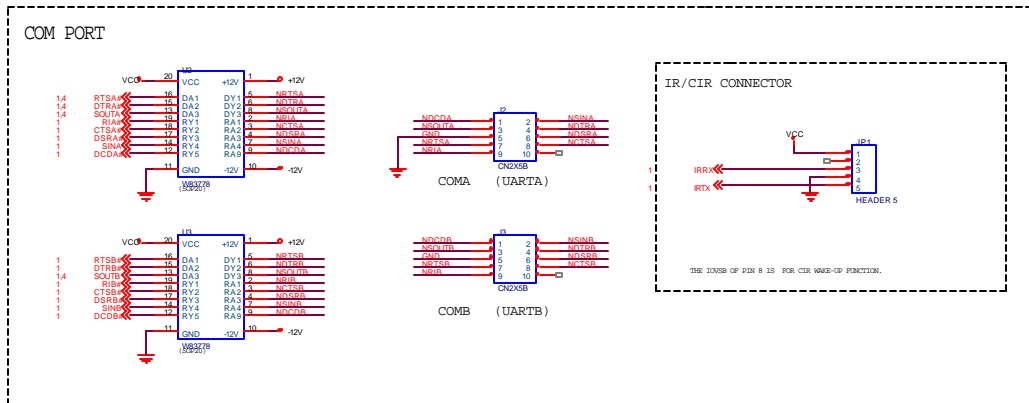 COM PORT
U2
VCC 20 VCC +12V 1 +12V
1,4 RTSA# 16 DA1 DY1 5 NRTSA
1,4 DTRA# 15 DA2 DY2 6 NDTRA
1,4 SOUTA 13 DA3 DY3 8 NSOUTA
1 RIA# 19 RY1 RA1 2 NRIA
1 CTSA# 18 RY2 RA2 3 NCTSA
1 DSRA# 17 RY3 RA3 4 NDSRA
1 SINA 14 RY4 RA4 7 NSINA
1 DCDA# 12 RY5 RA9 9 NDCDA
11 GND -12V 10 -12V
W83778
(SOP20)
J2
NDCDA 1 2 NSINA
NSOUTA 3 4 NDTRA
GND 5 6 NDSRA
NRTSA 7 8 NCTSA
NRIA 9 10
CN2X5B
COMA (UARTA)
IR/CIR CONNECTOR
VCC
JP1
1
2
1 IRRX 3
4
1 IRTX 5
HEADER 5
THE IOVSB OF PIN 8 IS FOR CIR WAKE-UP FUNCTION.
U3
VCC 20 VCC +12V 1 +12V
1 RTSB# 16 DA1 DY1 5 NRTSB
1 DTRB# 15 DA2 DY2 6 NDTRB
1,4 SOUTB 13 DA3 DY3 8 NSOUTB
1 RIB# 19 RY1 RA1 2 NRIB
1 CTSB# 18 RY2 RA2 3 NCTSB
1 DSRB# 17 RY3 RA3 4 NDSRB
1 SINB 14 RY4 RA4 7 NSINB
1 DCDB# 12 RY5 RA9 9 NDCDB
11 GND -12V 10 -12V
W83778
(SOP20)
J3
NDCDB 1 2 NSINB
NSOUTB 3 4 NDTRB
GND 5 6 NDSRB
NRTSB 7 8 NCTSB
NRIB 9 10
CN2X5B
COMB (UARTB)